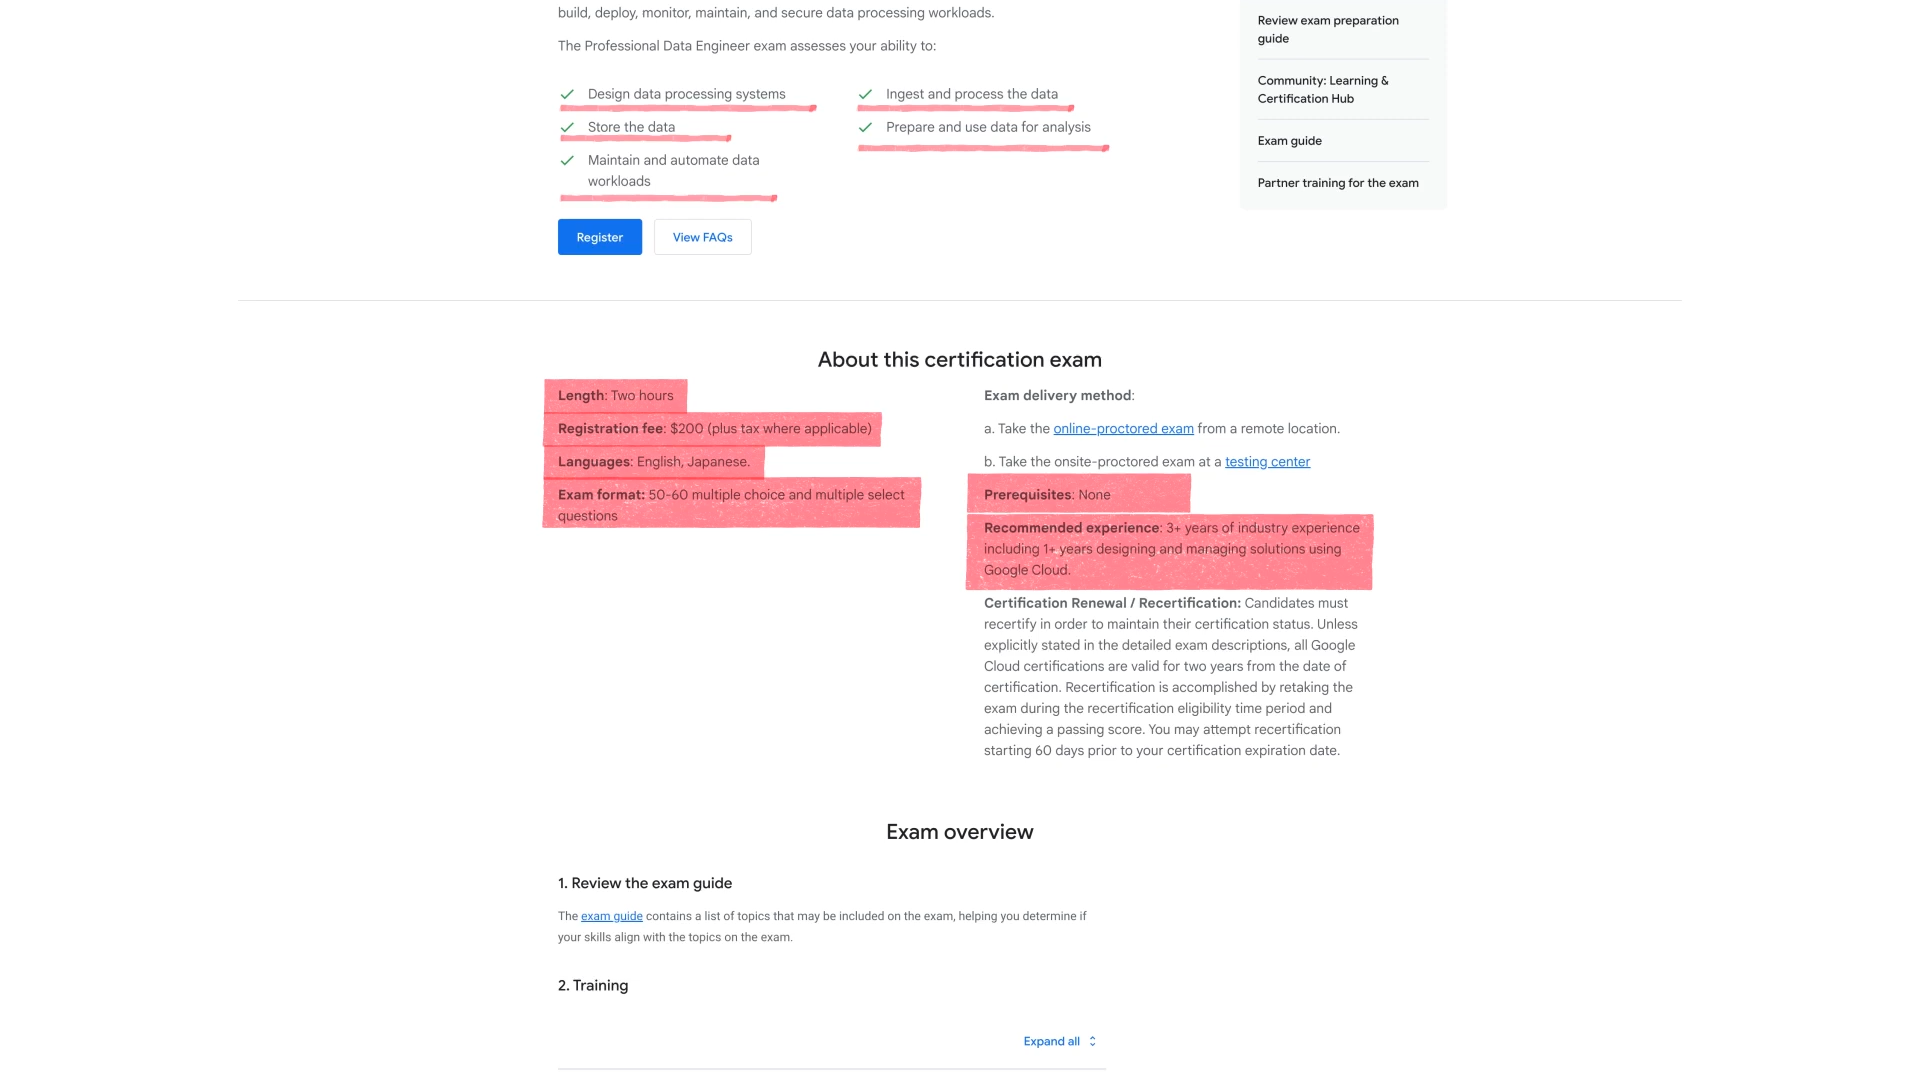 build, deploy, monitor, maintain, and secure data processing workloads.
The Professional Data Engineer exam assesses your ability to:
Design data processing systems
Ingest and process the data
Store the data
Prepare and use data for analysis
Maintain and automate data
workloads
Register
View FAQs
Review exam preparation
guide
Community: Learning &
Certification Hub
Exam guide
Partner training for the exam
About this certification exam
Length: Two hours
Registration fee: $200 (plus tax where applicable)
Languages: English, Japanese.
Exam format: 50-60 multiple choice and multiple select
questions
Exam delivery method:
a. Take the online-proctored exam from a remote location.
b. Take the onsite-proctored exam at a testing center
Prerequisites: None
Recommended experience: 3+ years of industry experience
including 1+ years designing and managing solutions using
Google Cloud.
Certification Renewal / Recertification: Candidates must
recertify in order to maintain their certification status. Unless
explicitly stated in the detailed exam descriptions, all Google
Cloud certifications are valid for two years from the date of
certification. Recertification is accomplished by retaking the
exam during the recertification eligibility time period and
achieving a passing score. You may attempt recertification
starting 60 days prior to your certification expiration date.
Exam overview
1. Review the exam guide
The exam guide contains a list of topics that may be included on the exam, helping you determine if
your skills align with the topics on the exam.
2. Training
Expand all